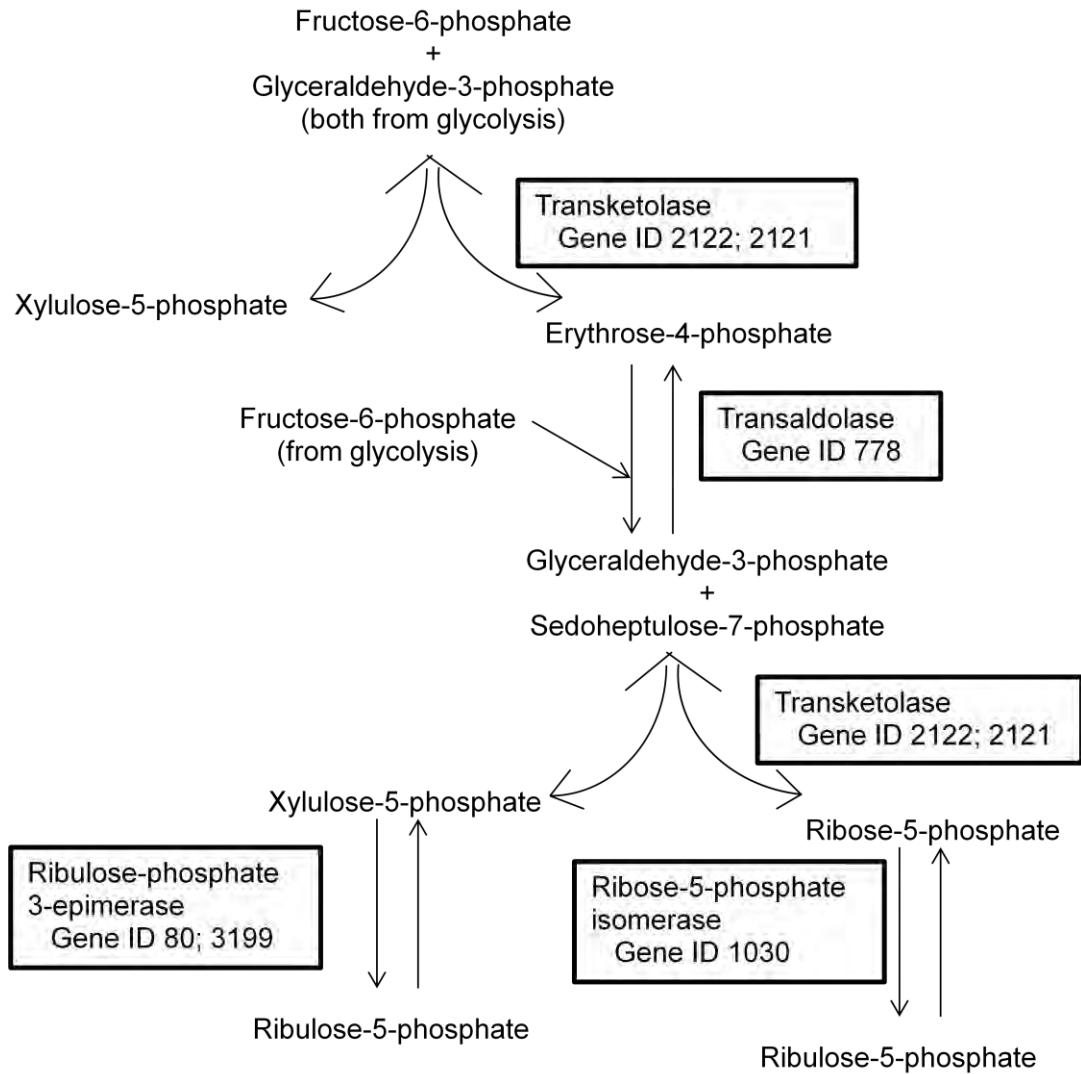 Fructose-6-phosphate
+
Glyceraldehyde-3-phosphate
(both from glycolysis)
Transketolase
Gene ID 2122; 2121
Xylulose-5-phosphate
Erythrose-4-phosphate
Fructose-6-phosphate
(from glycolysis)
Transaldolase
Gene ID 778
Glyceraldehyde-3-phosphate
+
Sedoheptulose-7-phosphate
Transketolase
Gene ID 2122; 2121
Xylulose-5-phosphate
Ribose-5-phosphate
Ribulose-phosphate
3-epimerase
Gene ID 80; 3199
Ribose-5-phosphate
isomerase
Gene ID 1030
Ribulose-5-phosphate
Ribulose-5-phosphate